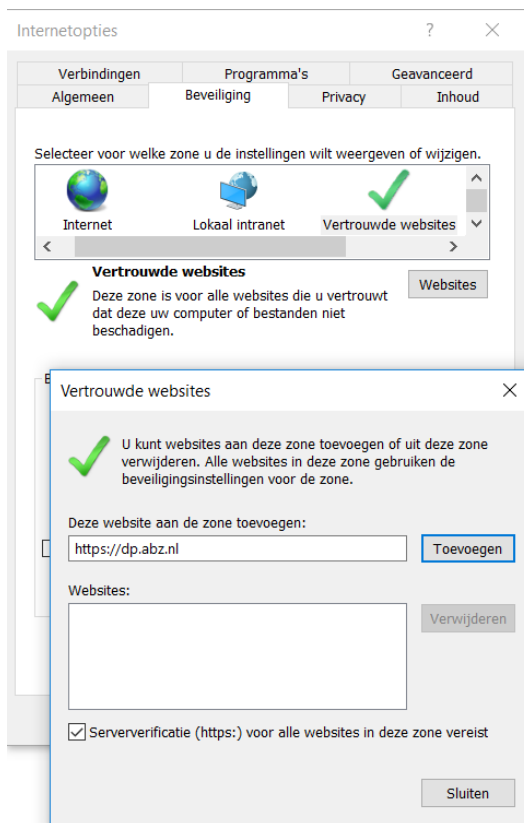 Internetopties
?
Verbindingen Programma's Geavanceerd
Algemeen Beveiliging Privacy Inhoud
Selecteer voor welke zone u de instellingen wilt weergeven of wijzigen.
Internet Lokaal intranet Vertrouwde websites
Vertrouwde websites
Websites
Deze zone is voor alle websites die u vertrouwt
dat deze uw computer of bestanden niet
beschadigen.
Vertrouwde websites
U kunt websites aan deze zone toevoegen of uit deze zone
verwijderen. Alle websites in deze zone gebruiken de
beveiligingsinstellingen voor de zone.
Deze website aan de zone toevoegen:
https://dp.abz.nl Toevoegen
Websites:
Verwijderen
Serververificatie (https:) voor alle websites in deze zone vereist
Sluiten